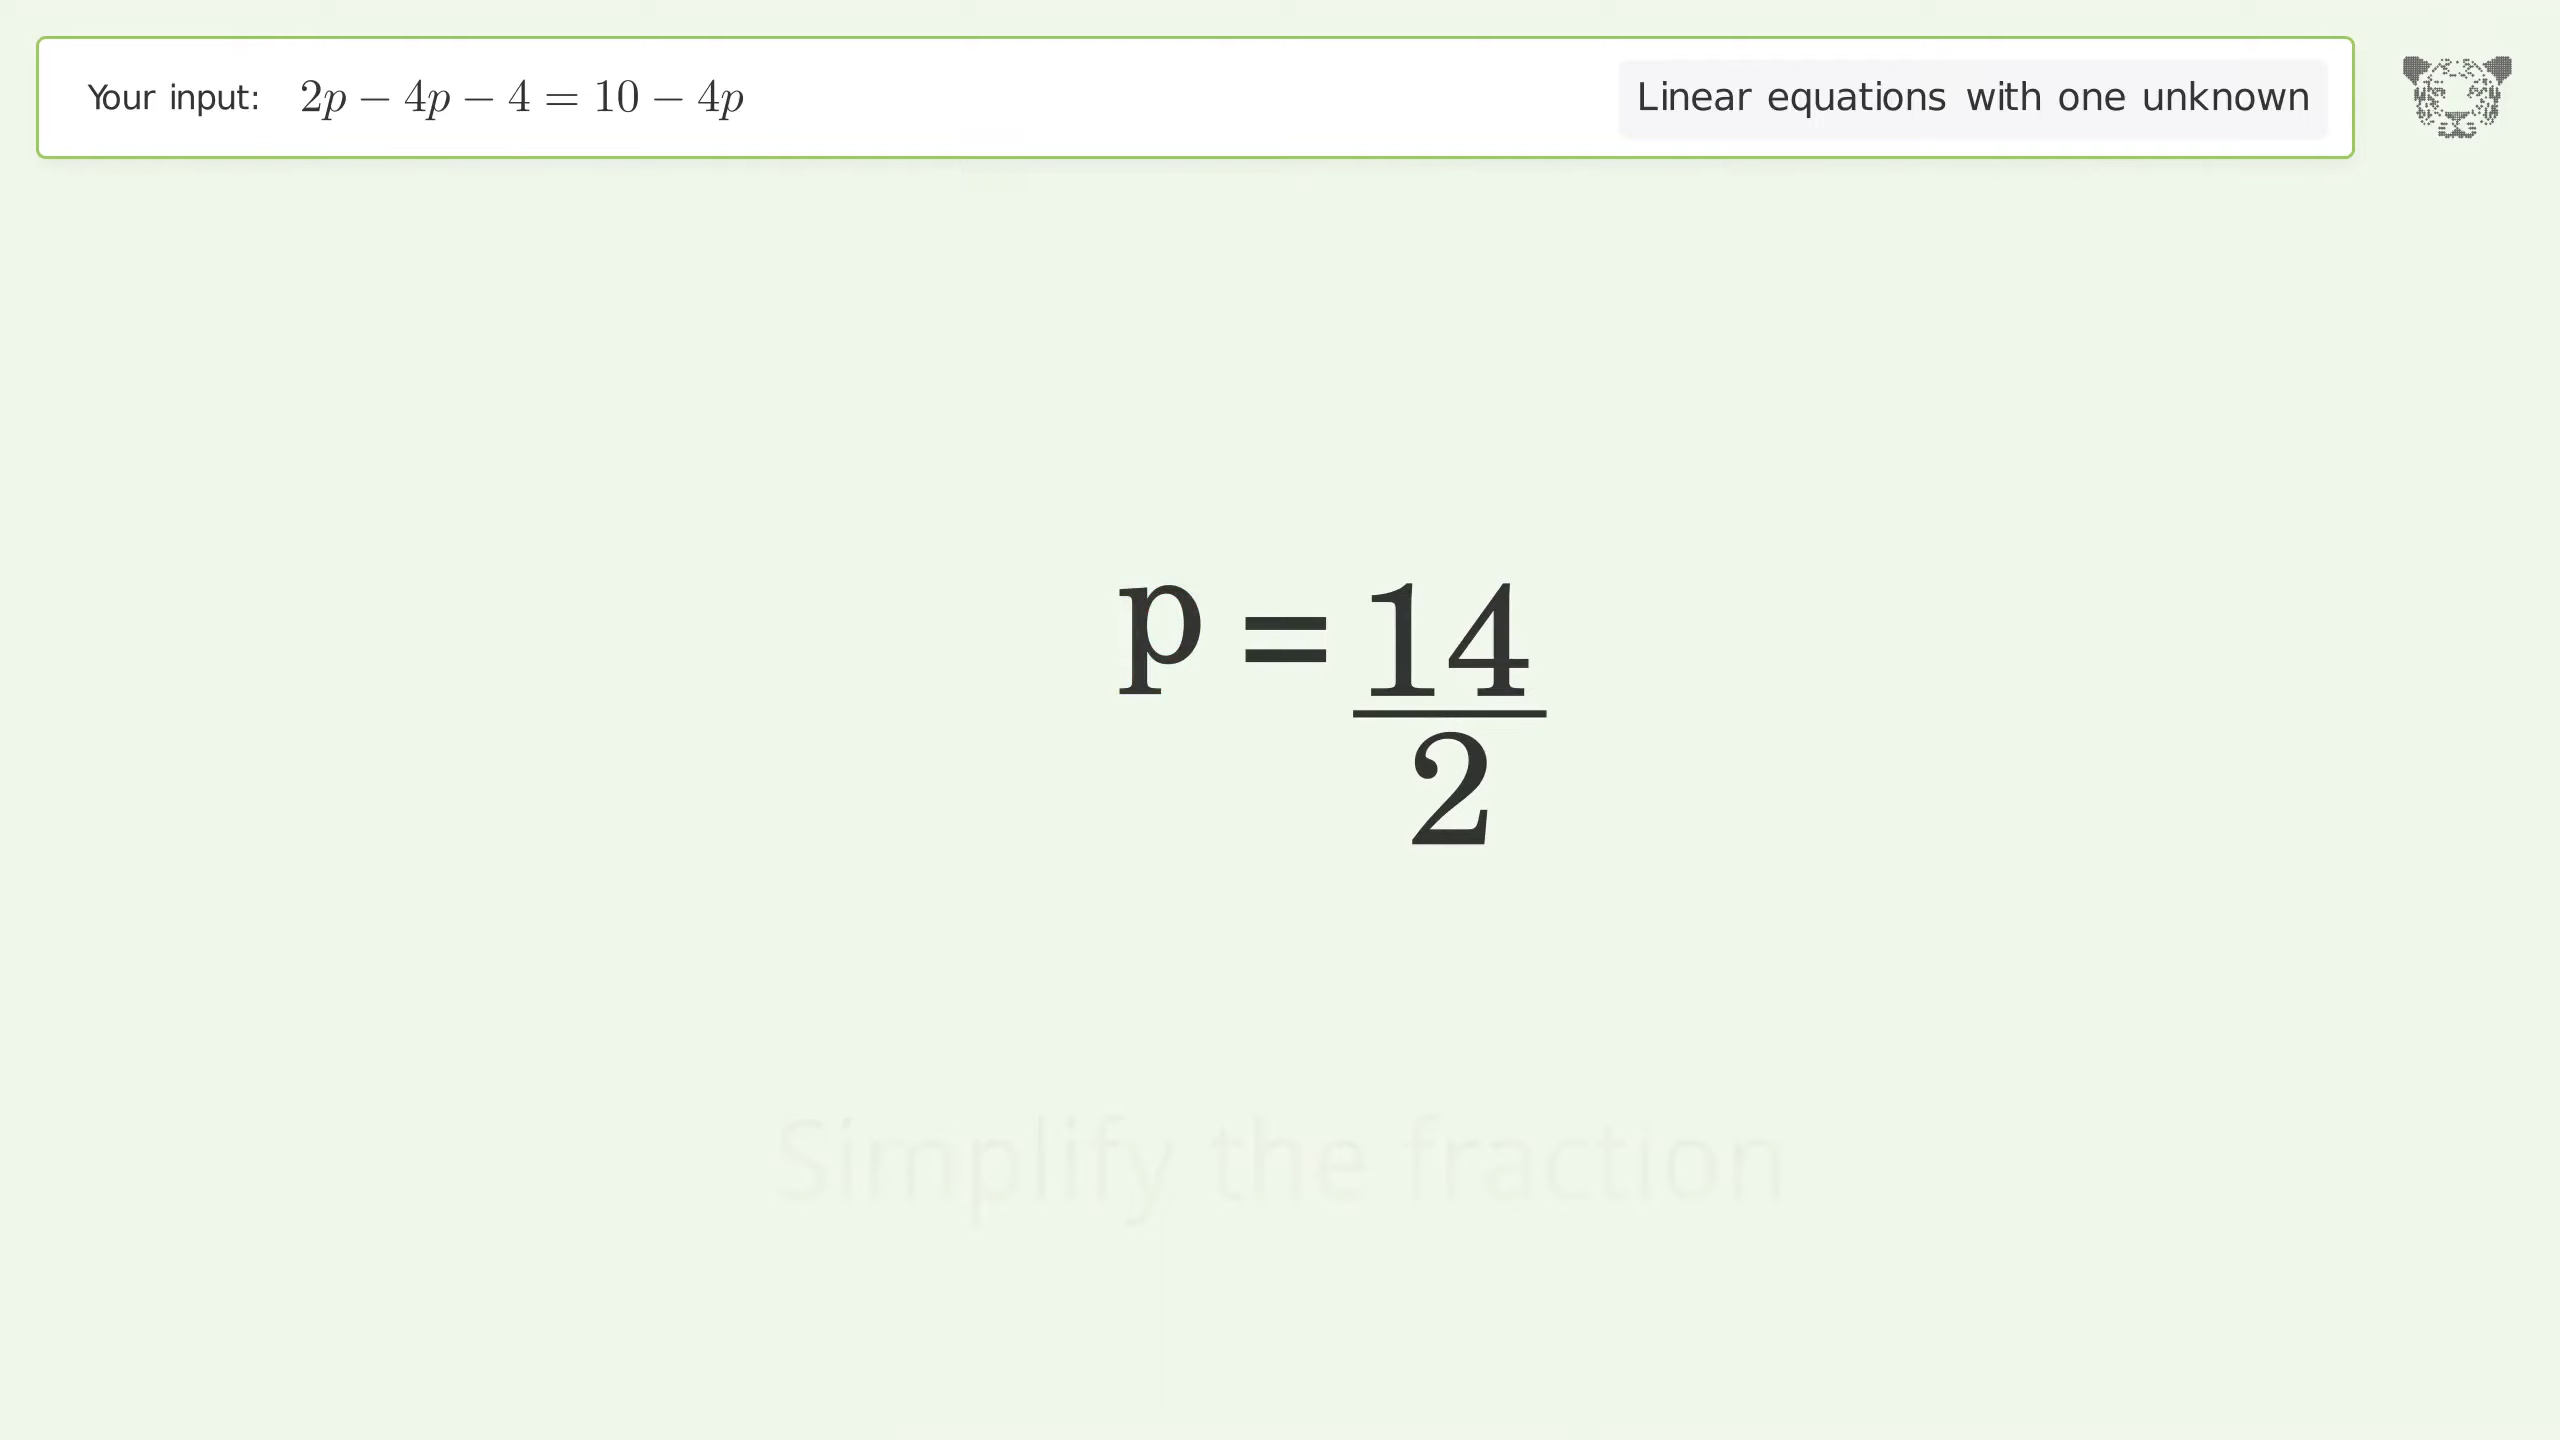 Your input: 2p − 4p − 4 = 10 − 4p
Linear equations with one unknown
p = 14/2
Simplify the fraction